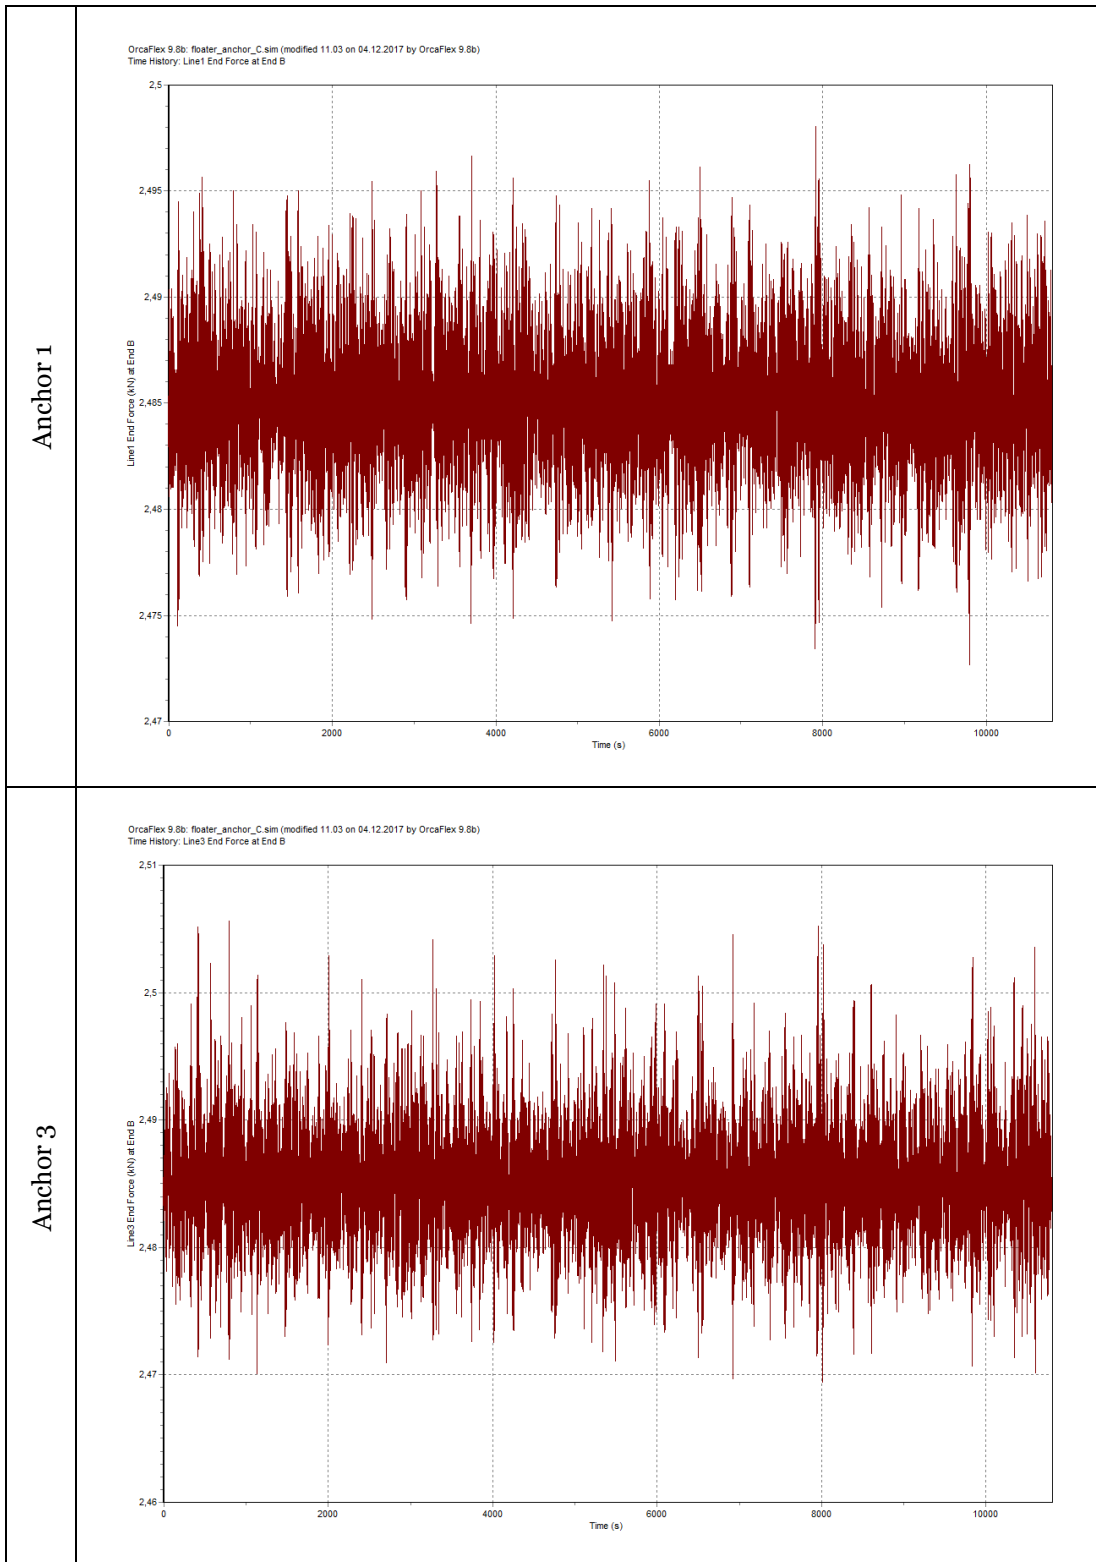 Anchor 1
OrcaFlex 9.8b: floater_anchor_C.sim (modified 11.03 on 04.12.2017 by OrcaFlex 9.8b)
Time History: Line1 End Force at End B
2,5
2,495
2,49
2,485
2,48
2,475
2,47
Line1 End Force (kN) at End B
0 2000 4000 6000 8000 10000
Time (s)
Anchor 3
OrcaFlex 9.8b: floater_anchor_C.sim (modified 11.03 on 04.12.2017 by OrcaFlex 9.8b)
Time History: Line3 End Force at End B
2,51
2,5
2,49
2,48
2,47
2,46
Line3 End Force (kN) at End B
0 2000 4000 6000 8000 10000
Time (s)